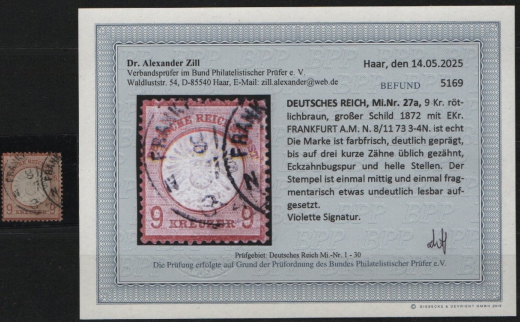 Dr. Alexander Zill
Verbandsprüfer im Bund Philatelistischer Prüfer e. V.
Waldluststr. 54, D-85540 Haar, E-Mail: zill.alexander@web.de
Haar, den 14.05.2025
BEFUND 5169
DEUTSCHES REICH, Mi.Nr. 27a, 9 Kr. röt-
lichbraun, großer Schild 1872 mit EKr.
FRANKFURT A.M. N. 8/11 73 3-4N. ist echt
Die Marke ist farbfrisch, deutlich geprägt,
bis auf drei kurze Zähne üblich gezähnt,
Eckzahnbugspur und helle Stellen. Der
Stempel ist einmal mittig und einmal frag-
mentarisch etwas undeutlich lesbar auf-
gesetzt.
Violette Signatur.
9 KREUZER 9
9 KREUZER 9
Prüfgebiet: Deutsches Reich Mi.-Nr. 1 - 30
Die Prüfung erfolgte auf Grund der Prüfordnung des Bundes Philatelistischer Prüfer e.V.